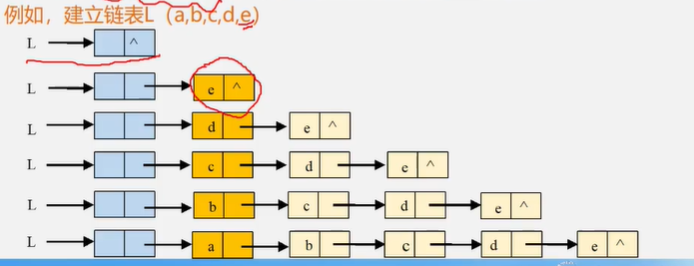 例如，建立链表L（a,b,c,d,e）
L ^
L e ^
L d e ^
L c d e ^
L b c d e ^
L a b c d e ^